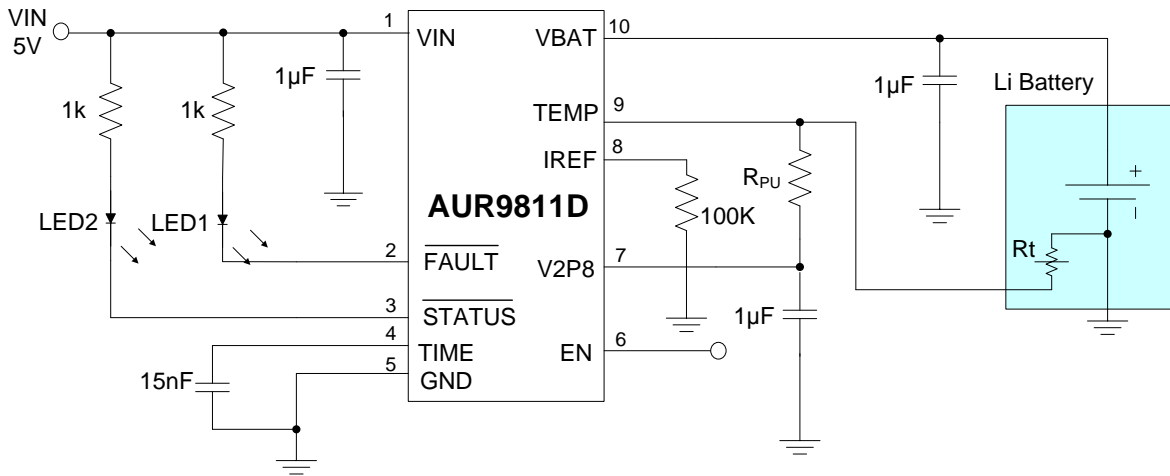 VIN
5V
1
VIN
VBAT
10
1k
1k
1µF
1µF
Li Battery
TEMP
9
8
IREF
RPU
+
AUR9811D
100K
LED2
LED1
−
2
FAULT
V2P8
7
Rt
3
STATUS
1µF
4
TIME
EN
6
5
GND
15nF